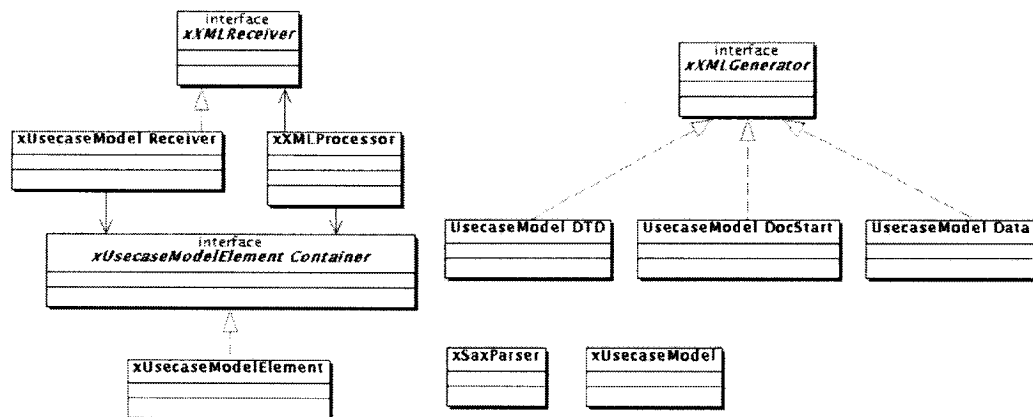 interface
xXMLReceiver
interface
xXMLGenerator
xUsecaseModel Receiver
xXMLProcessor
UsecaseModel DTD
UsecaseModel DocStart
UsecaseModel Data
interface
xUsecaseModelElement Container
xUsecaseModelElement
xSaxParser
xUsecaseModel